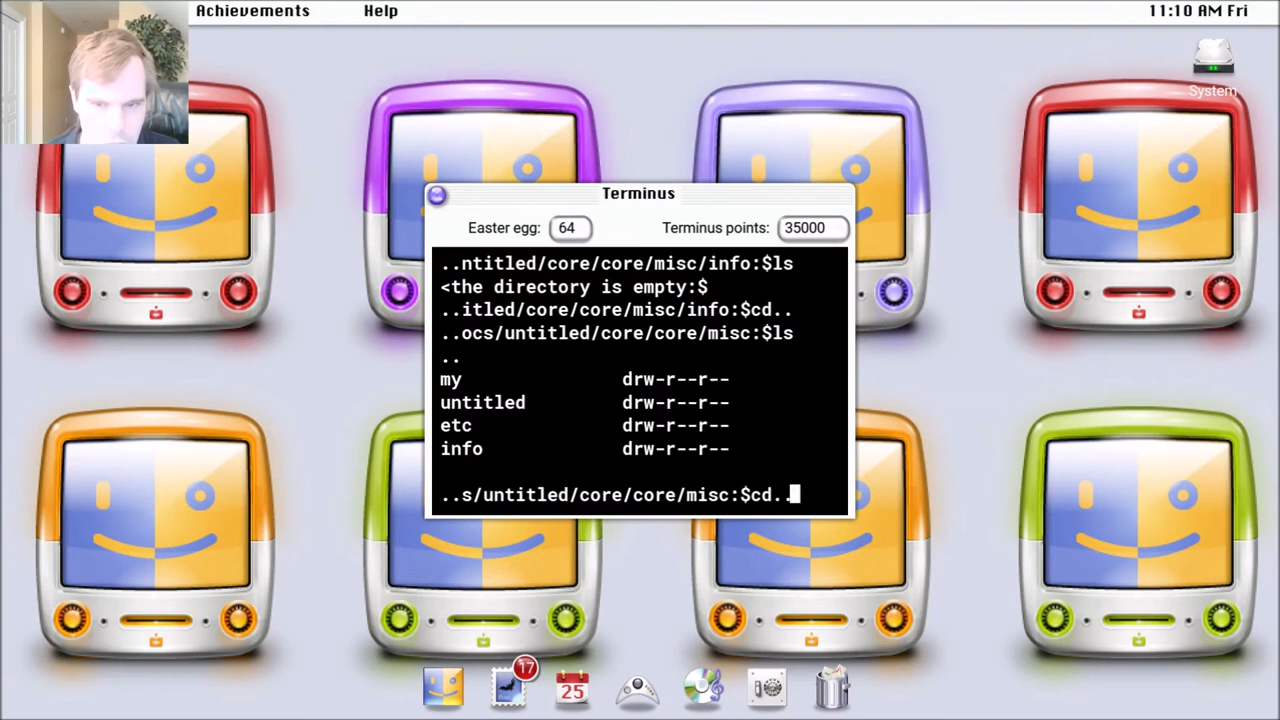 Achievements Help 11:10 AM Fri
System
Terminus
Easter egg: 64 Terminus points: 35000
..ntitled/core/core/misc/info:$ls
<the directory is empty:$
..itled/core/core/misc/info:$cd..
..ocs/untitled/core/core/misc:$ls
..
my drw-r--r--
untitled drw-r--r--
etc drw-r--r--
info drw-r--r--
..s/untitled/core/core/misc:$cd..
17
25